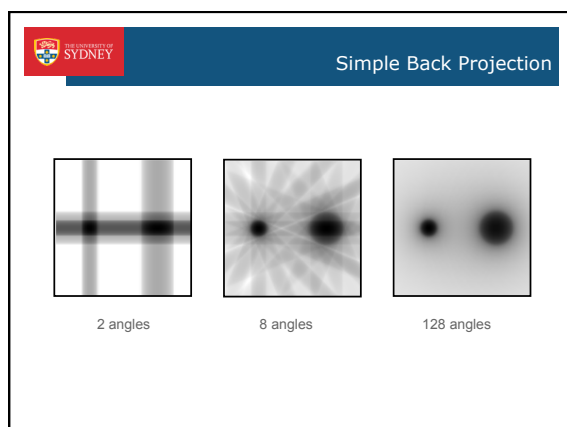 THE UNIVERSITY OF
SYDNEY
Simple Back Projection
2 angles
8 angles
128 angles